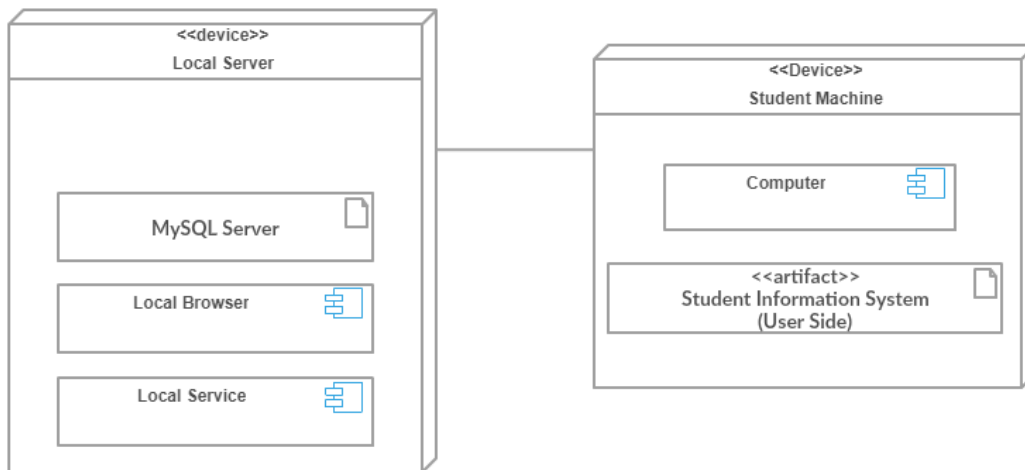 <<device>>
Local Server
MySQL Server
Local Browser
Local Service
<<Device>>
Student Machine
Computer
<<artifact>>
Student Information System
(User Side)